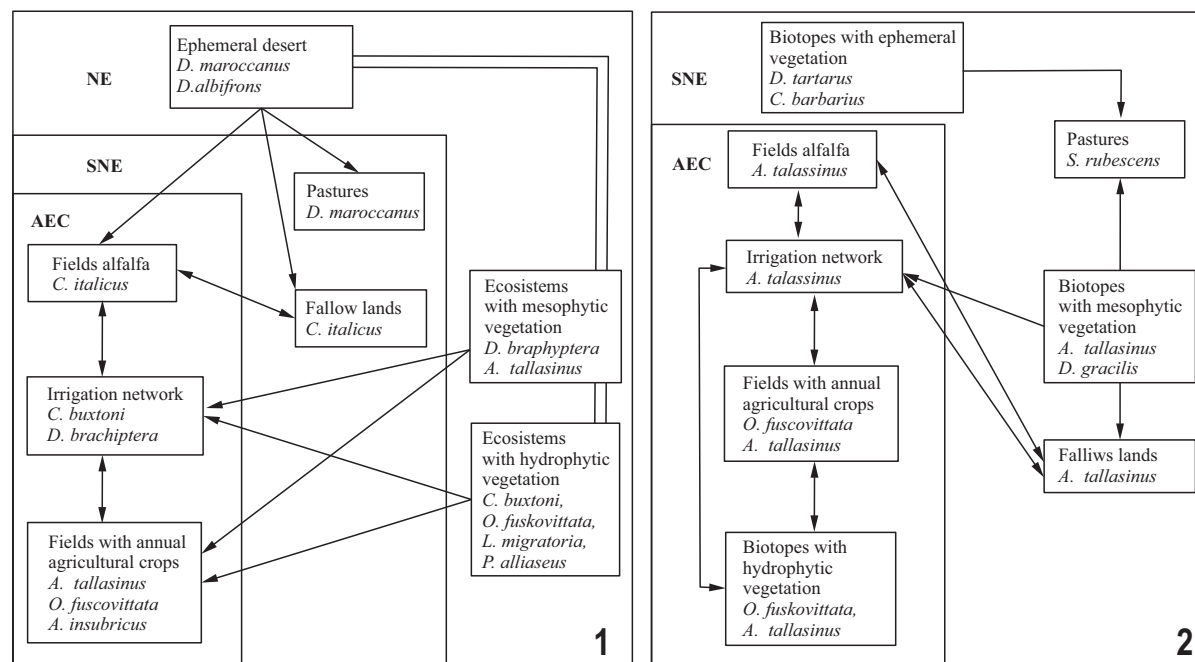 NE
Ephemeral desert
D. maroccanus
D.albifrons
SNE
Pastures
D. maroccanus
AEC
Fields alfalfa
C. italicus
Fallow lands
C. italicus
Ecosistems
with mesophytic
vegetation
D. braphyptera
A. tallasinus
Irrigation network
C. buxtoni
D. brachiptera
Ecosistems
with hydrophytic
vegetation
C. buxtoni,
O. fuskovittata,
L. migratoria,
P. alliaseus
Fields with annual
agricultural crops
A. tallasinus
O. fuscovittata
A. insubricus
1
SNE
Biotopes with ephemeral
vegetation
D. tartarus
C. barbarius
Pastures
S. rubescens
AEC
Fields alfalfa
A. talassinus
Irrigation network
A. talassinus
Biotopes
with mesophytic
vegetation
A. tallasinus
D. gracilis
Fields with annual
agricultural crops
O. fuscovittata
A. tallasinus
Falliws lands
A. tallasinus
Biotopes with
hydrophytic
vegetation
O. fuskovittata,
A. tallasinus
2